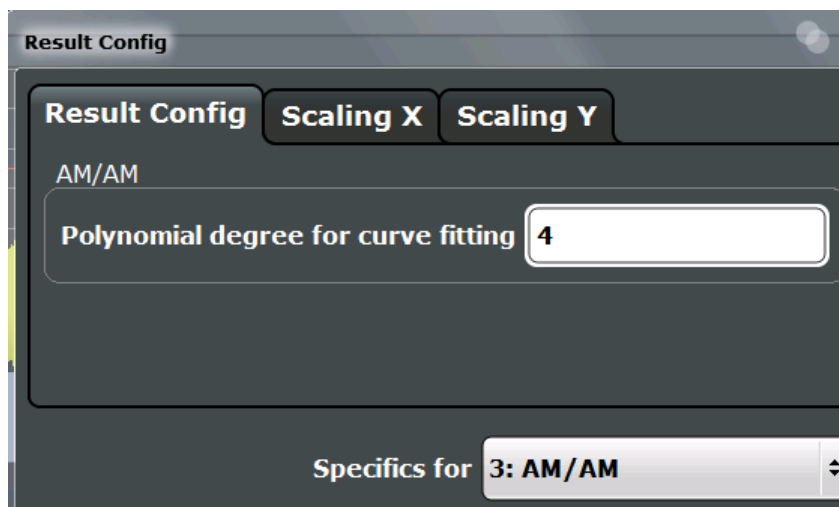 Result Config
Result Config Scaling X Scaling Y
AM/AM
Polynomial degree for curve fitting 4
Specifics for 3: AM/AM